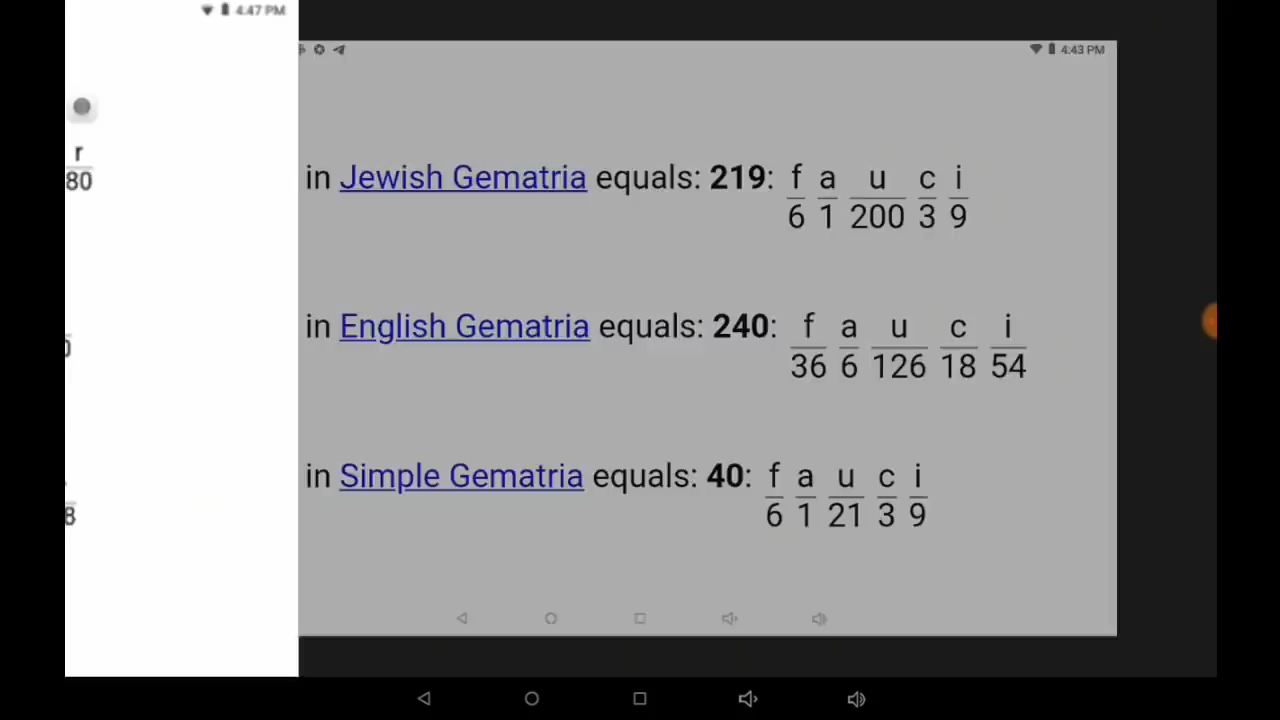 4:47 PM
4:43 PM
r
80
in Jewish Gematria equals: 219: f a u c i
6 1 200 3 9
in English Gematria equals: 240: f a u c i
36 6 126 18 54
in Simple Gematria equals: 40: f a u c i
6 1 21 3 9
8